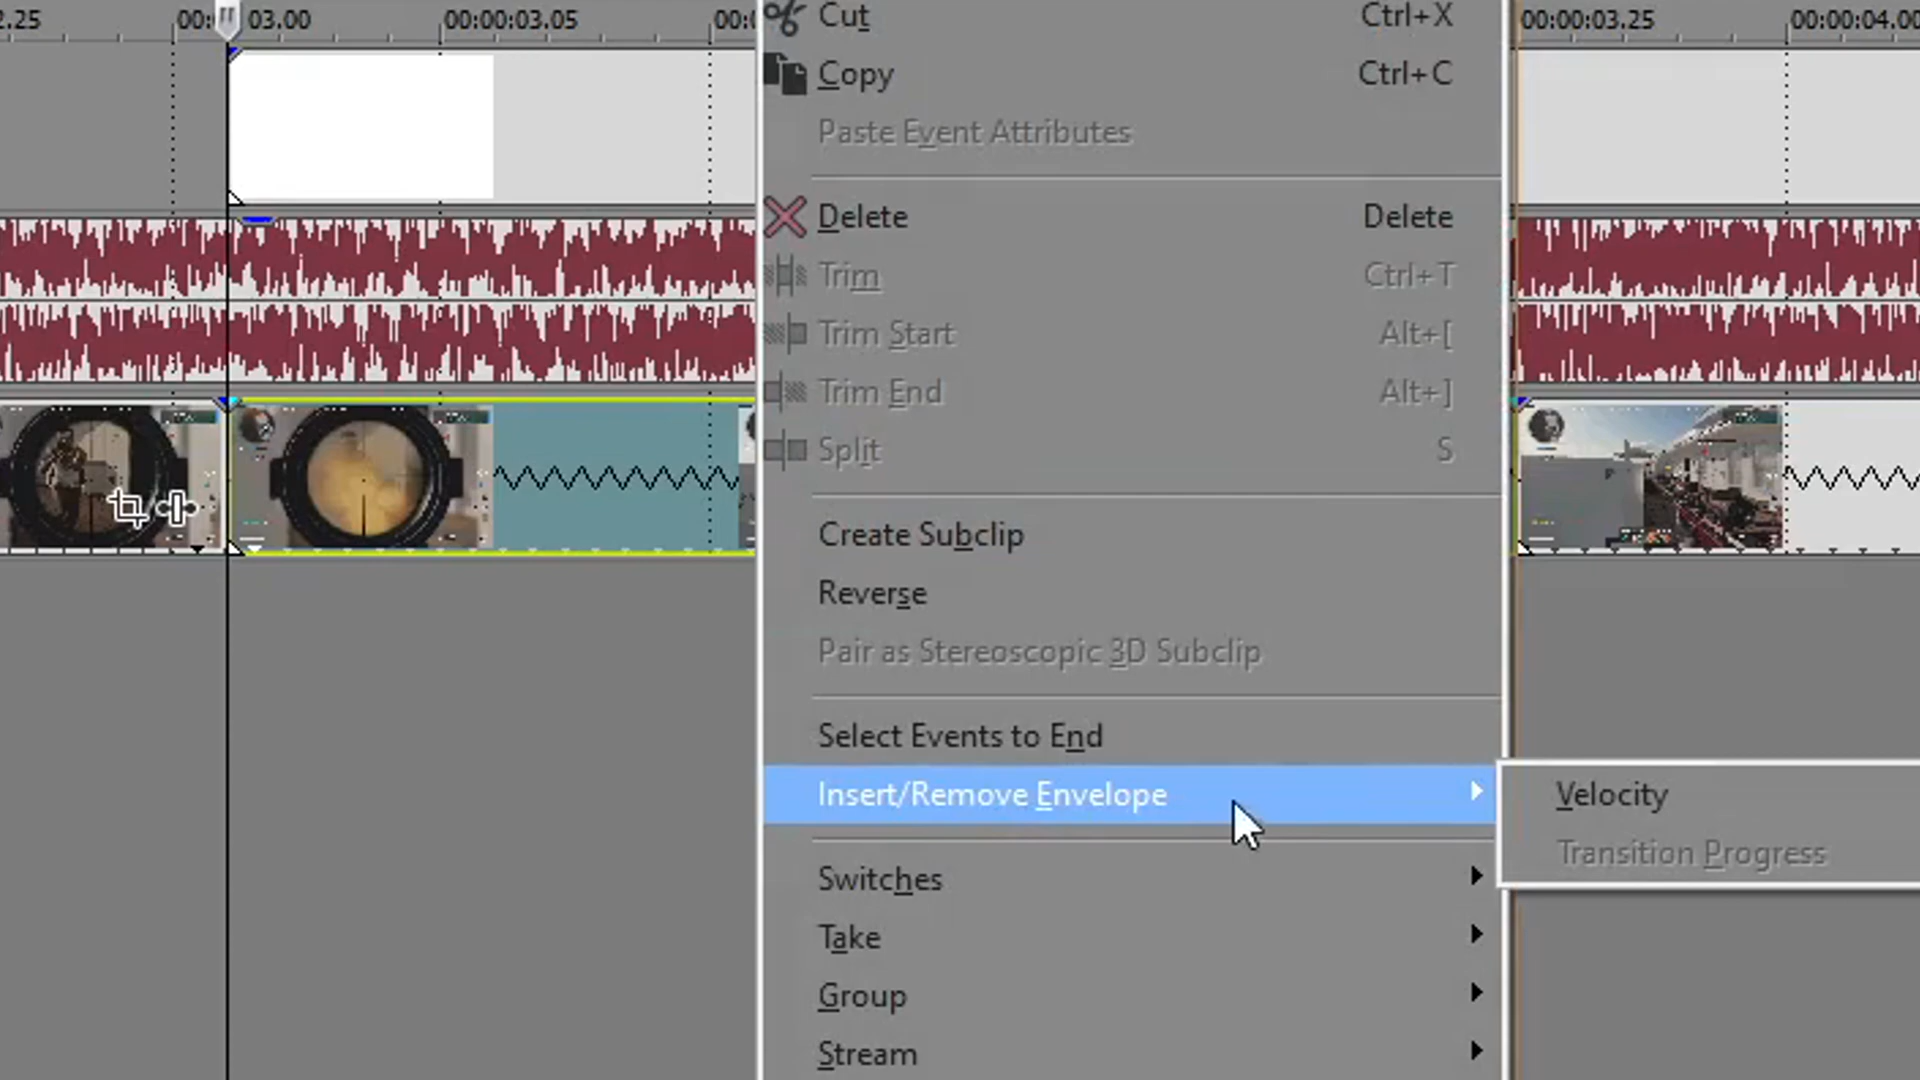 2.25
00:
03.00
00:00:03.05
00:0
00:00:03.25
00:00:04.00
Cut Ctrl+X
Copy Ctrl+C
Paste Event Attributes
Delete Delete
Trim Ctrl+T
Trim Start Alt+[
Trim End Alt+]
Split S
Create Subclip
Reverse
Pair as Stereoscopic 3D Subclip
Select Events to End
Insert/Remove Envelope
Velocity
Transition Progress
Switches
Take
Group
Stream